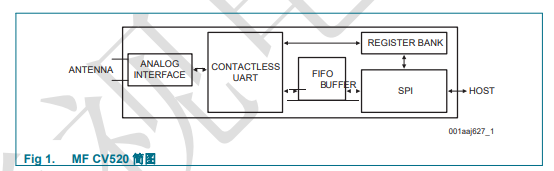 ANTENNA
ANALOG
INTERFACE
CONTACTLESS
UART
FIFO
BUFFER
REGISTER BANK
SPI
HOST
001aaj627_1
Fig 1. MF CV520 简图